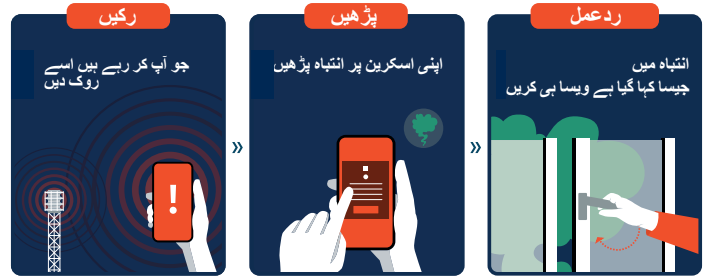 رکیں
جو آپ کر رہے ہیں اسے
روک دیں
»
پڑھیں
اپنی اسکرین پر انتباہ پڑھیں
»
ردعمل
انتباہ میں
جیسا کہا گیا ہے ویسا ہی کریں